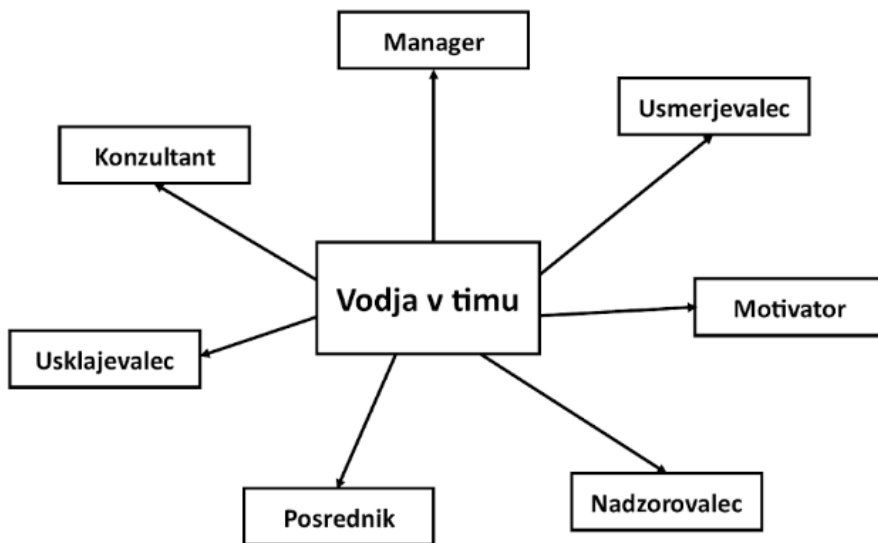 Manager
Usmerjevalec
Konzultant
Vodja v timu
Motivator
Usklajevalec
Nadzorovalec
Posrednik